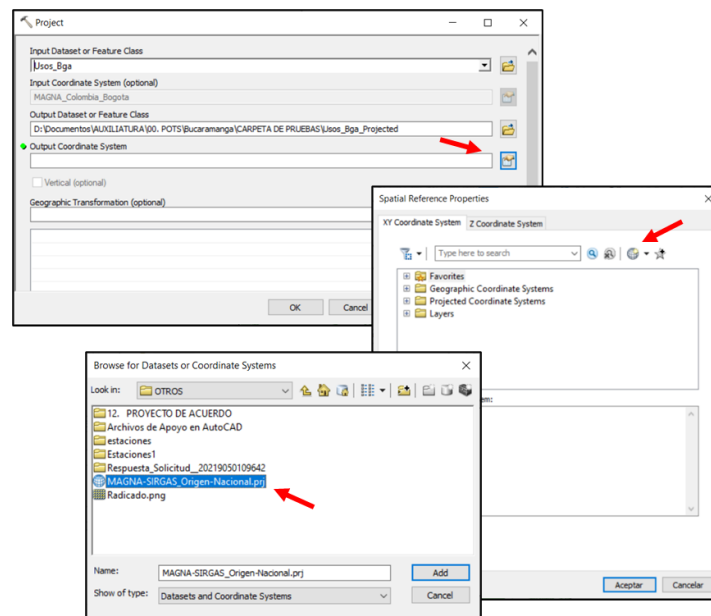 Project
Input Dataset or Feature Class
Usos_Bga
Input Coordinate System (optional)
MAGNA_Colombia_Bogota
Output Dataset or Feature Class
D:\Documentos\AUXILIATURA\00. POTS\Bucaramanga\CARPETA DE PRUEBAS\Usos_Bga_Projected
Output Coordinate System
Vertical (optional)
Geographic Transformation (optional)
OK
Cancel
Spatial Reference Properties
XY Coordinate System
Z Coordinate System
Type here to search
Favorites
Geographic Coordinate Systems
Projected Coordinate Systems
Layers
em:
Aceptar
Cancelar
Browse for Datasets or Coordinate Systems
Look in:
OTROS
12. PROYECTO DE ACUERDO
Archivos de Apoyo en AutoCAD
estaciones
Estaciones1
Respuesta_Solicitud__20219050109642
MAGNA-SIRGAS_Origen-Nacional.prj
Radicado.png
Name:
MAGNA-SIRGAS_Origen-Nacional.prj
Add
Show of type:
Datasets and Coordinate Systems
Cancel